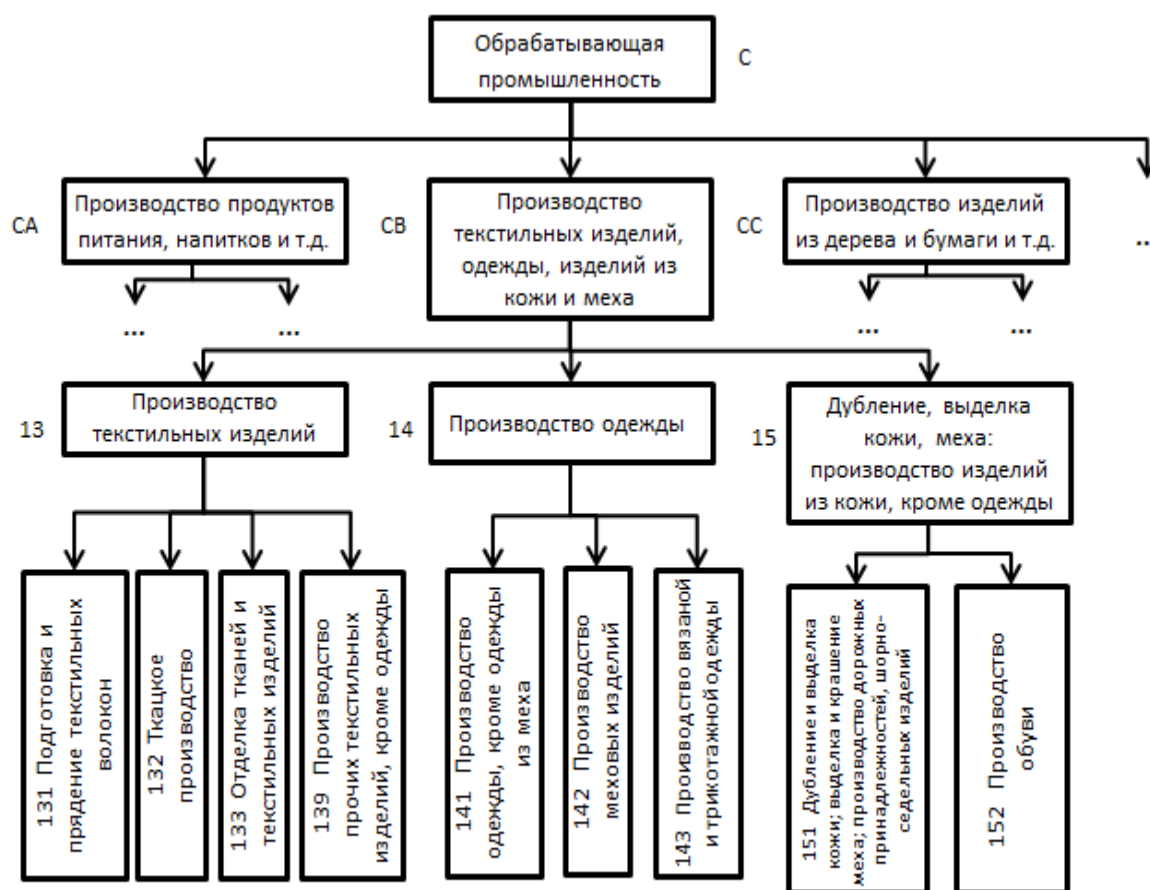 Обрабатывающая
промышленность
C
CA
Производство продуктов
питания, напитков и т.д.
CB
Производство
текстильных изделий,
одежды, изделий из
кожи и меха
CC
Производство изделий
из дерева и бумаги и т.д.
...
...
...
...
...
13
Производство
текстильных изделий
14
Производство одежды
15
Дубление, выделка
кожи, меха:
производство изделий
из кожи, кроме одежды
131 Подготовка и
прядение текстильных
волокон
132 Ткацкое
производство
133 Отделка тканей и
текстильных изделий
139 Производство
прочих текстильных
изделий, кроме одежды
141 Производство
одежды, кроме одежды
из меха
142 Производство
меховых изделий
143 Производство вязаной
и трикотажной одежды
151 Дубление и выделка
кожи; выделка и крашение
меха; производство дорожных
принадлежностей, шорно-
седельных изделий
152 Производство
обуви